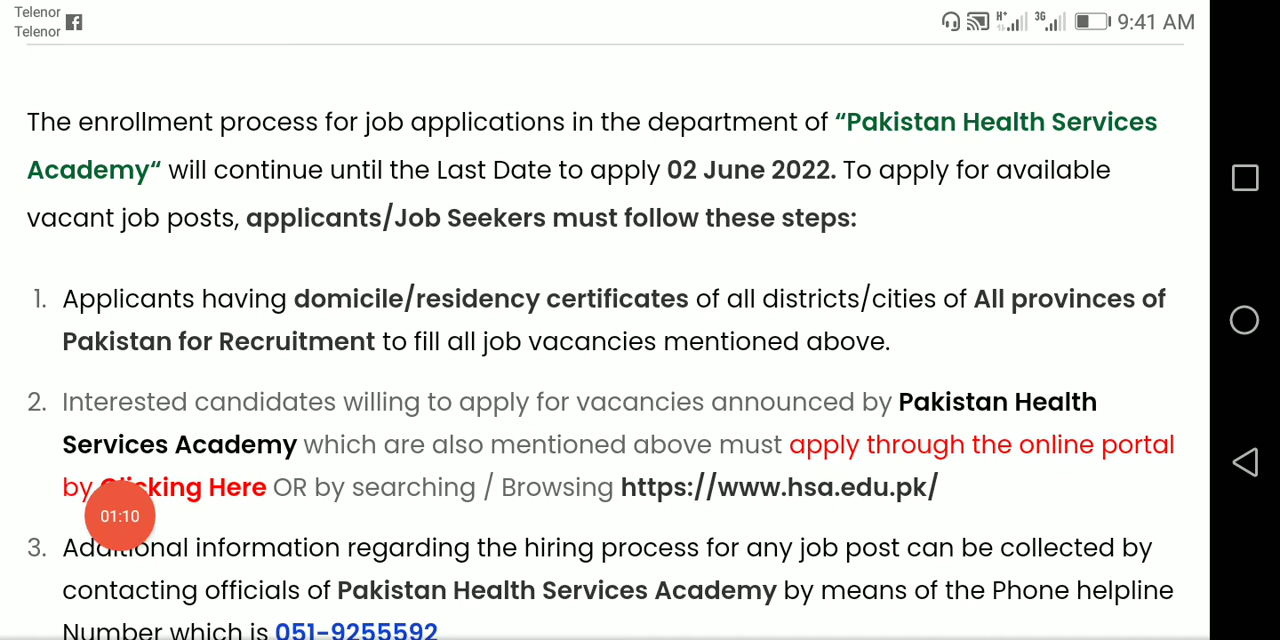 Telenor
Telenor
H+ 3G 9:41 AM
The enrollment process for job applications in the department of “Pakistan Health Services
Academy“ will continue until the Last Date to apply 02 June 2022. To apply for available
vacant job posts, applicants/Job Seekers must follow these steps:
1. Applicants having domicile/residency certificates of all districts/cities of All provinces of
Pakistan for Recruitment to fill all job vacancies mentioned above.
2. Interested candidates willing to apply for vacancies announced by Pakistan Health
Services Academy which are also mentioned above must apply through the online portal
by Clicking Here OR by searching / Browsing https://www.hsa.edu.pk/
01:10
3. Additional information regarding the hiring process for any job post can be collected by
contacting officials of Pakistan Health Services Academy by means of the Phone helpline
Number which is 051-9255592